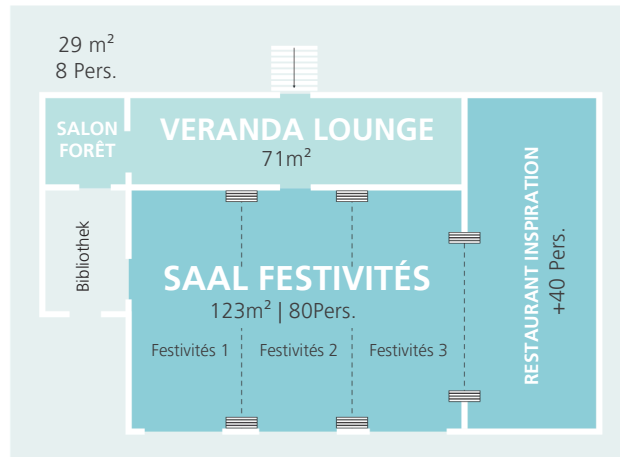 29 m²
8 Pers.
SALON
FORÊT
VERANDA LOUNGE
71m²
Bibliothek
SAAL FESTIVITÉS
123m² | 80Pers.
Festivités 1
Festivités 2
Festivités 3
RESTAURANT INSPIRATION
+40 Pers.